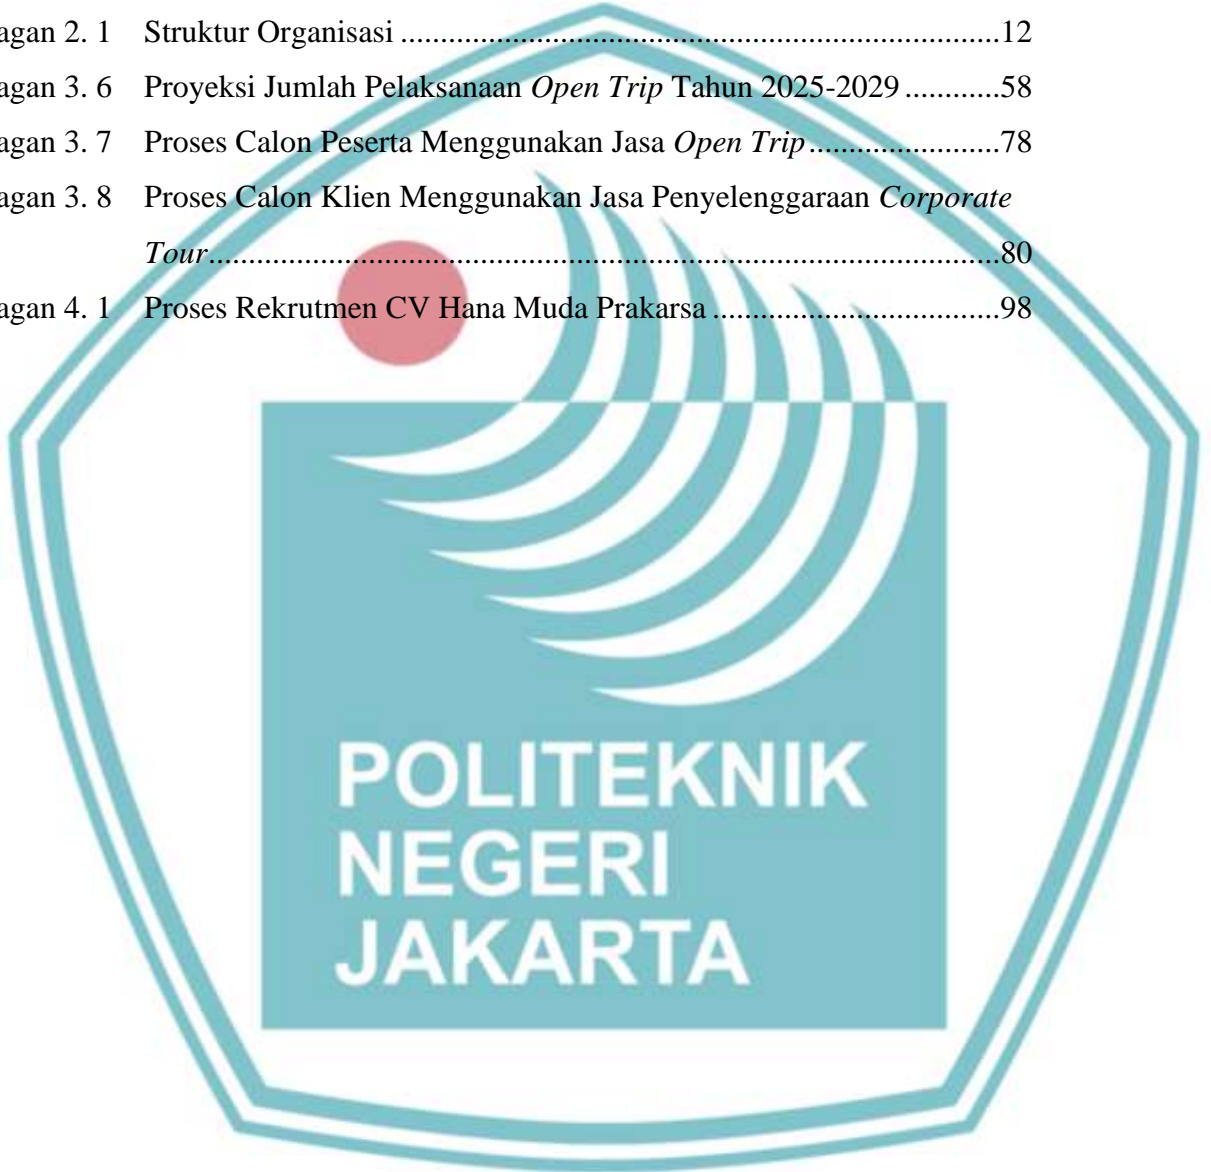 agan 2. 1 Struktur Organisasi .............................................................................12
agan 3. 6 Proyeksi Jumlah Pelaksanaan Open Trip Tahun 2025-2029 ............58
agan 3. 7 Proses Calon Peserta Menggunakan Jasa Open Trip.........................78
agan 3. 8 Proses Calon Klien Menggunakan Jasa Penyelenggaraan Corporate
Tour......................................................................................................80
agan 4. 1 Proses Rekrutmen CV Hana Muda Prakarsa .....................................98
POLITEKNIK
NEGERI
JAKARTA